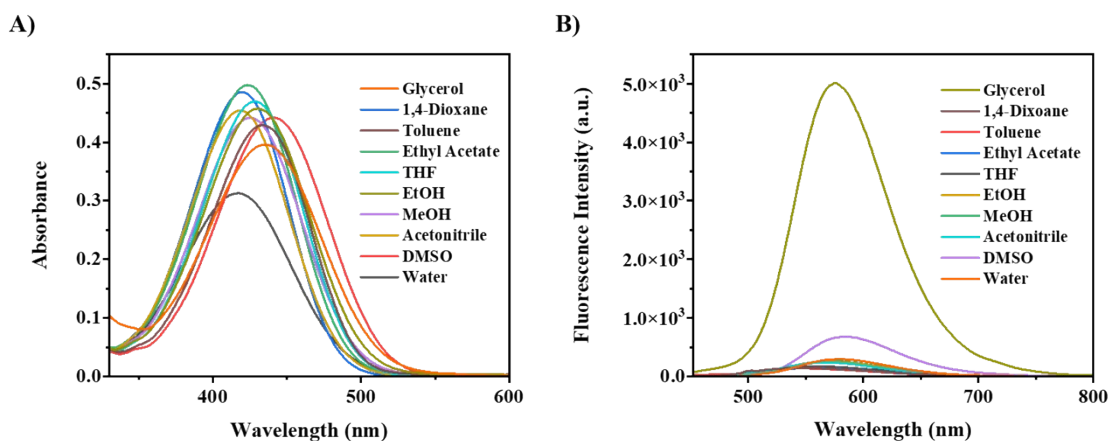 A)
0.5
0.4
0.3
0.2
0.1
0.0
400
500
600
Absorbance
Wavelength (nm)
Glycerol
1,4-Dioxane
Toluene
Ethyl Acetate
THF
EtOH
MeOH
Acetonitrile
DMSO
Water
B)
5.0×10³
4.0×10³
3.0×10³
2.0×10³
1.0×10³
0.0
500
600
700
800
Fluorescence Intensity (a.u.)
Wavelength (nm)
Glycerol
1,4-Dixoane
Toluene
Ethyl Acetate
THF
EtOH
MeOH
Acetonitrile
DMSO
Water